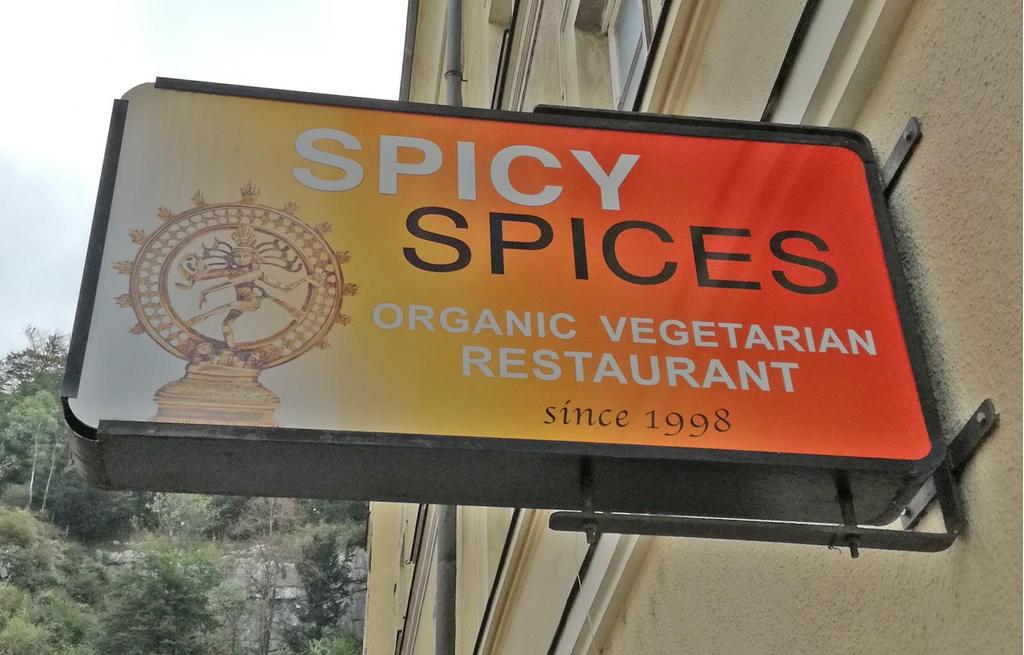 SPICY
SPICES
ORGANIC VEGETARIAN
RESTAURANT
since 1998